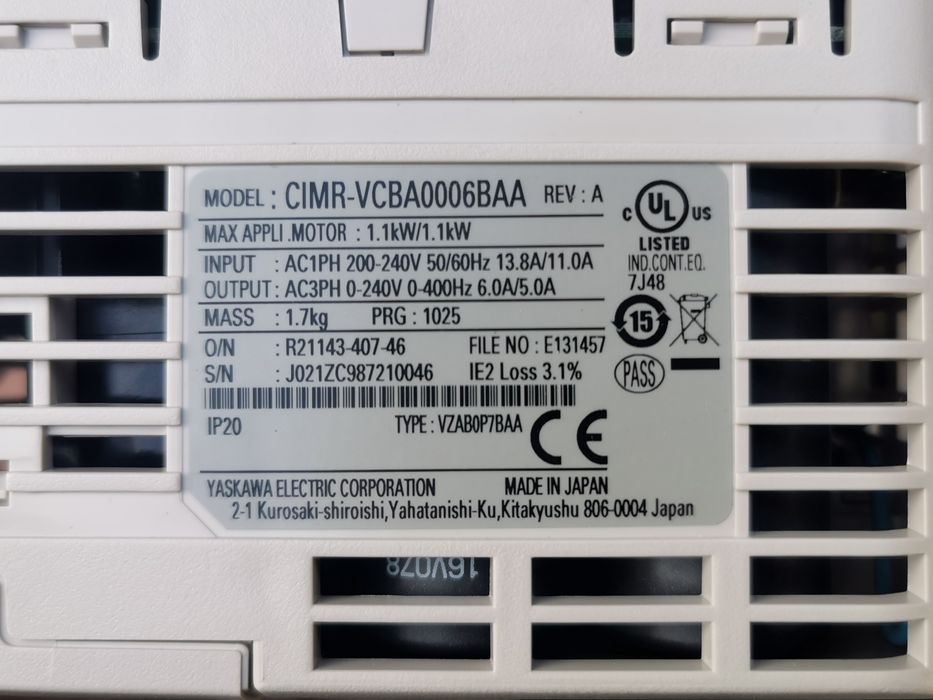 MODEL : CIMR-VCBA0006BAA REV : A
MAX APPLI .MOTOR : 1.1kW/1.1kW
INPUT : AC1PH 200-240V 50/60Hz 13.8A/11.0A
OUTPUT : AC3PH 0-240V 0-400Hz 6.0A/5.0A
MASS : 1.7kg PRG : 1025
O/N : R21143-407-46 FILE NO : E131457
S/N : J021ZC987210046 IE2 Loss 3.1%
IP20 TYPE : VZAB0P7BAA CE
YASKAWA ELECTRIC CORPORATION MADE IN JAPAN
2-1 Kurosaki-shiroishi,Yahatanishi-Ku,Kitakyushu 806-0004 Japan
c UL US
LISTED
IND.CONT.EQ.
7J48
15
PASS
16V078